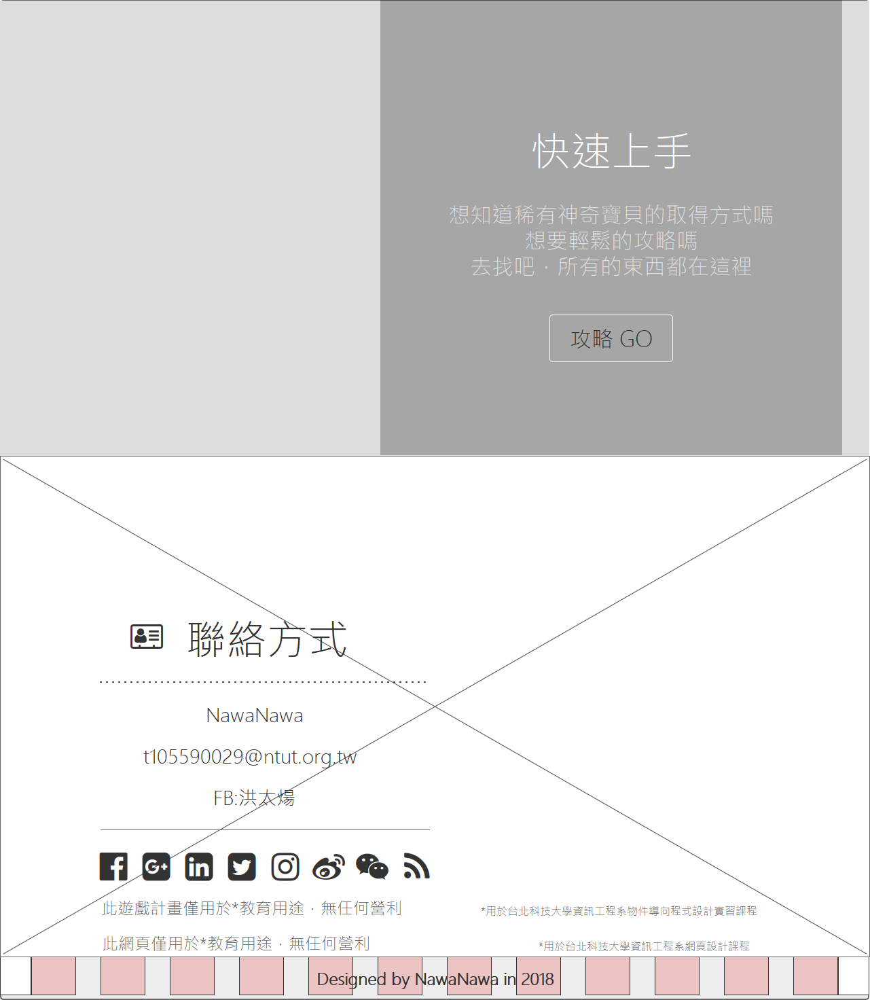 快速上手
想知道稀有神奇寶貝的取得方式嗎
想要輕鬆的攻略嗎
去找吧，所有的東西都在這裡
攻略 GO
聯絡方式
NawaNawa
t105590029@ntut.org.tw
FB:洪太煬
此遊戲計畫僅用於*教育用途，無任何營利
*用於台北科技大學資訊工程系物件導向程式設計實習課程
此網頁僅用於*教育用途，無任何營利
*用於台北科技大學資訊工程系網頁設計課程
Designed by NawaNawa in 2018